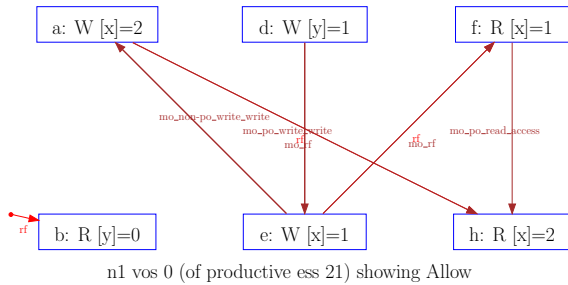 a: W [x]=2
d: W [y]=1
f: R [x]=1
mo_non-po_write_write
mo_po_write_write
rf
mo_rf
rf
mo_rf
mo_po_read_access
rf
b: R [y]=0
e: W [x]=1
h: R [x]=2
n1 vos 0 (of productive ess 21) showing Allow